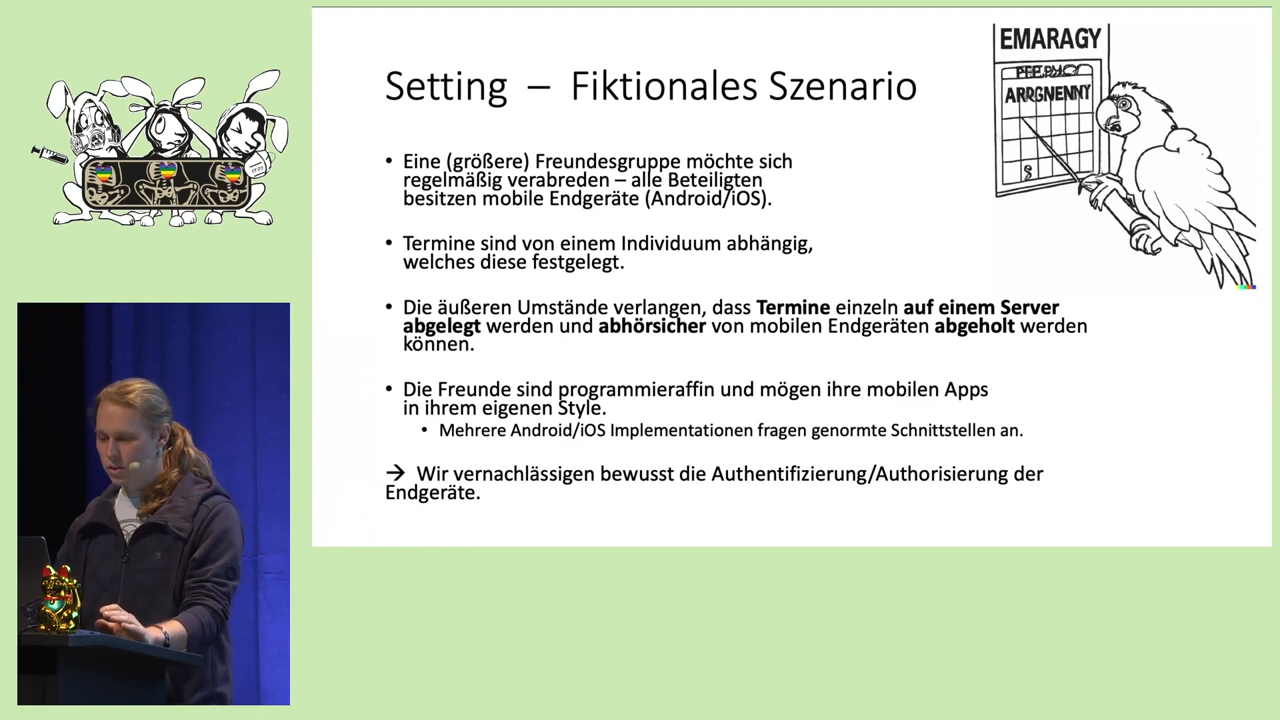 Setting – Fiktionales Szenario
EMARAGY
ARRGNENNY
• Eine (größere) Freundesgruppe möchte sich
regelmäßig verabreden – alle Beteiligten
besitzen mobile Endgeräte (Android/iOS).
• Termine sind von einem Individuum abhängig,
welches diese festgelegt.
• Die äußeren Umstände verlangen, dass Termine einzeln auf einem Server
abgelegt werden und abhörsicher von mobilen Endgeräten abgeholt werden
können.
• Die Freunde sind programmieraffin und mögen ihre mobilen Apps
in ihrem eigenen Style.
• Mehrere Android/iOS Implementationen fragen genormte Schnittstellen an.
→ Wir vernachlässigen bewusst die Authentifizierung/Authorisierung der
Endgeräte.